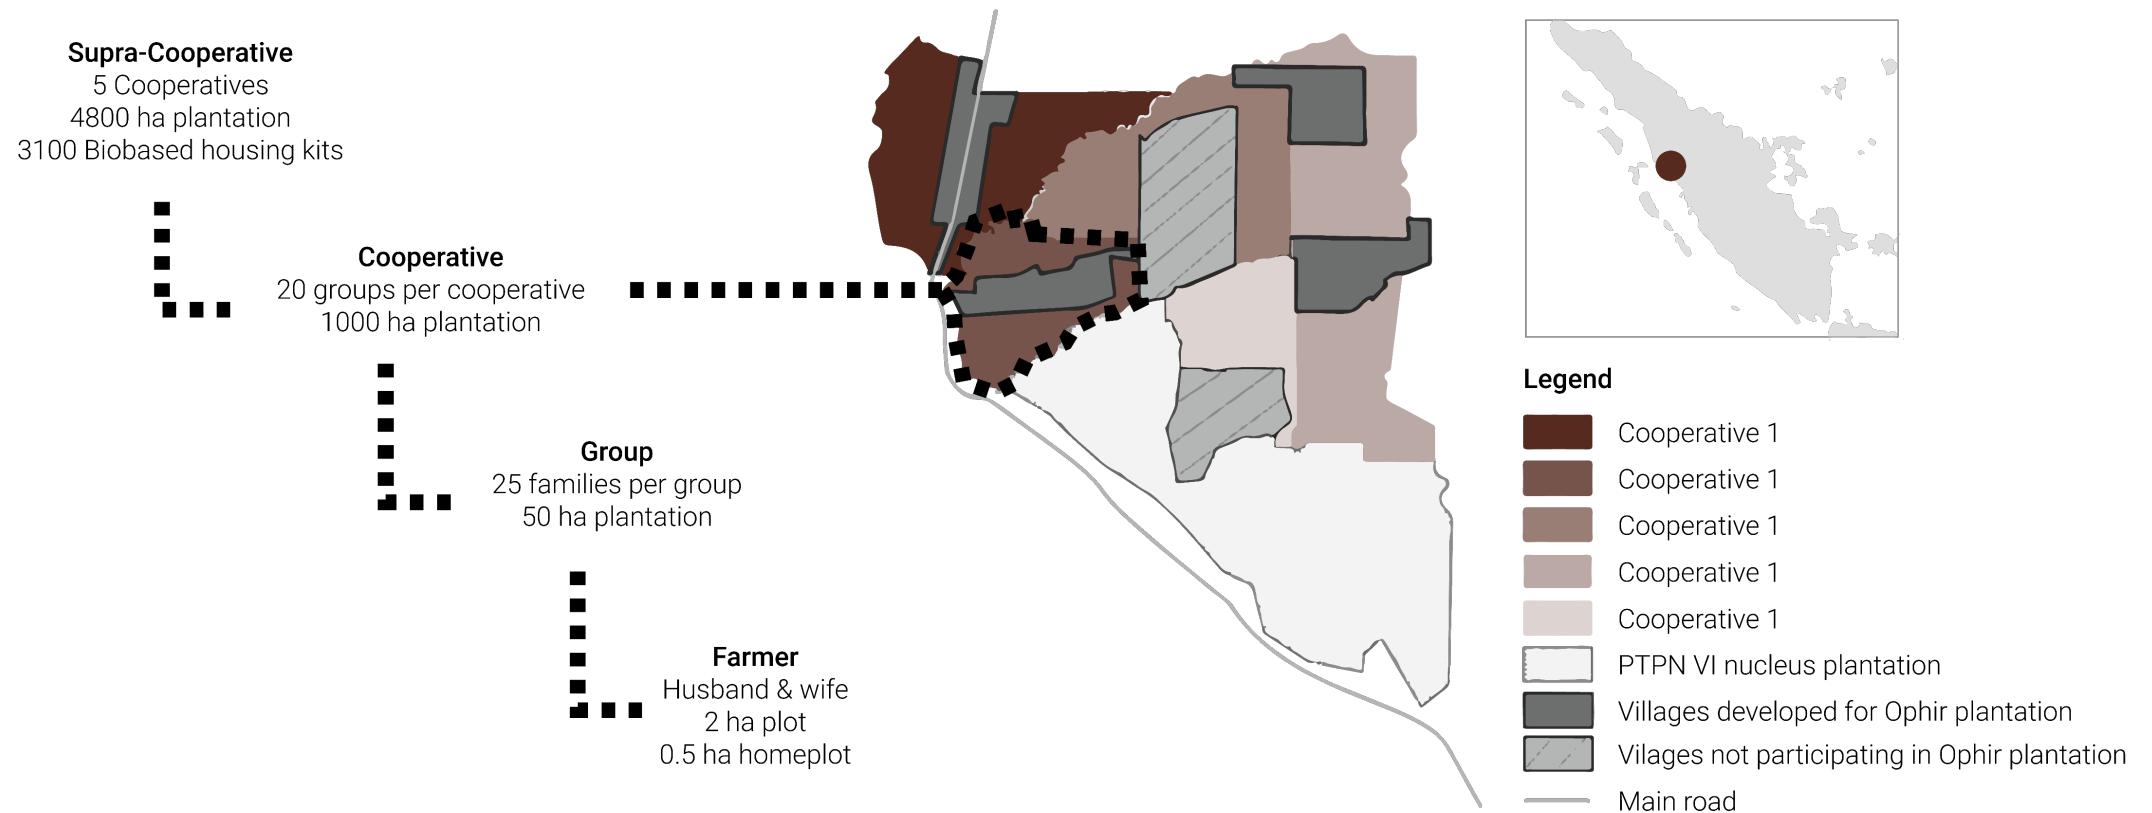 Supra-Cooperative
5 Cooperatives
4800 ha plantation
3100 Biobased housing kits
Cooperative
20 groups per cooperative
1000 ha plantation
Group
25 families per group
50 ha plantation
Farmer
Husband & wife
2 ha plot
0.5 ha homeplot
Legend
Cooperative 1
Cooperative 1
Cooperative 1
Cooperative 1
Cooperative 1
PTPN VI nucleus plantation
Villages developed for Ophir plantation
Vilages not participating in Ophir plantation
Main road